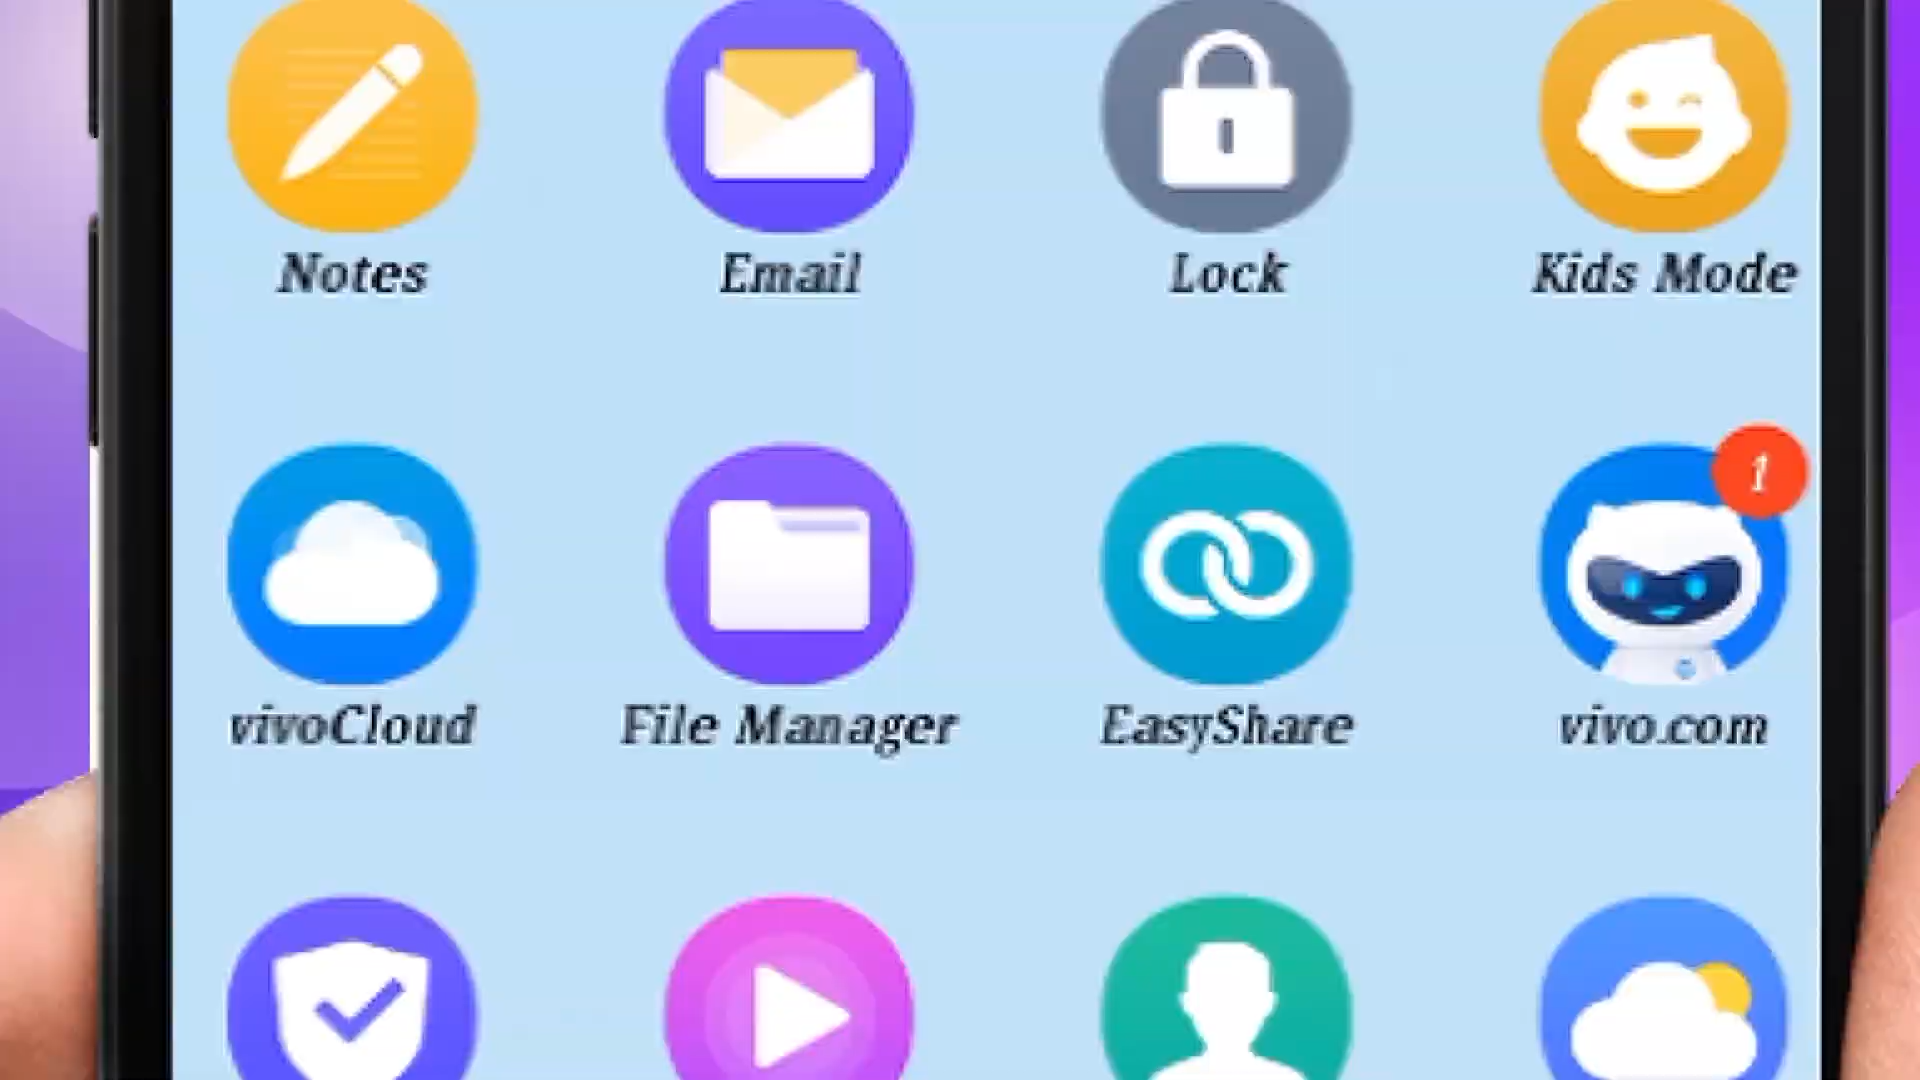 Notes
Email
Lock
Kids Mode
1
vivoCloud
File Manager
EasyShare
vivo.com